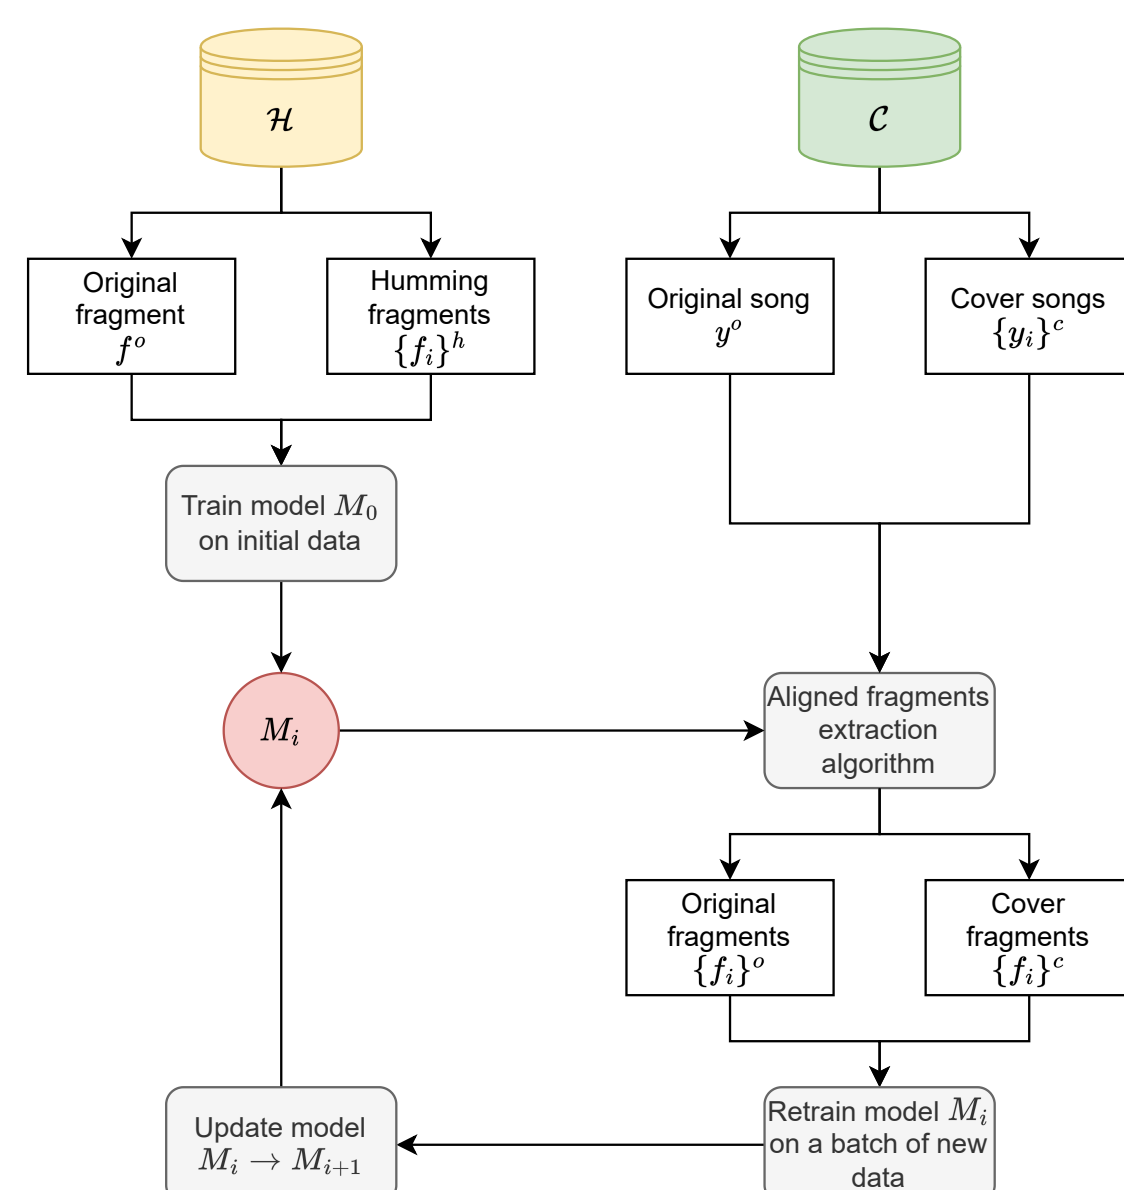 ℋ
𝒞
Original
fragment
f^o
Humming
fragments
{f_i}^h
Original song
y^o
Cover songs
{y_i}^c
Train model M_0
on initial data
M_i
Aligned fragments
extraction
algorithm
Original
fragments
{f_i}^o
Cover
fragments
{f_i}^c
Update model
M_i → M_{i+1}
Retrain model M_i
on a batch of new
data